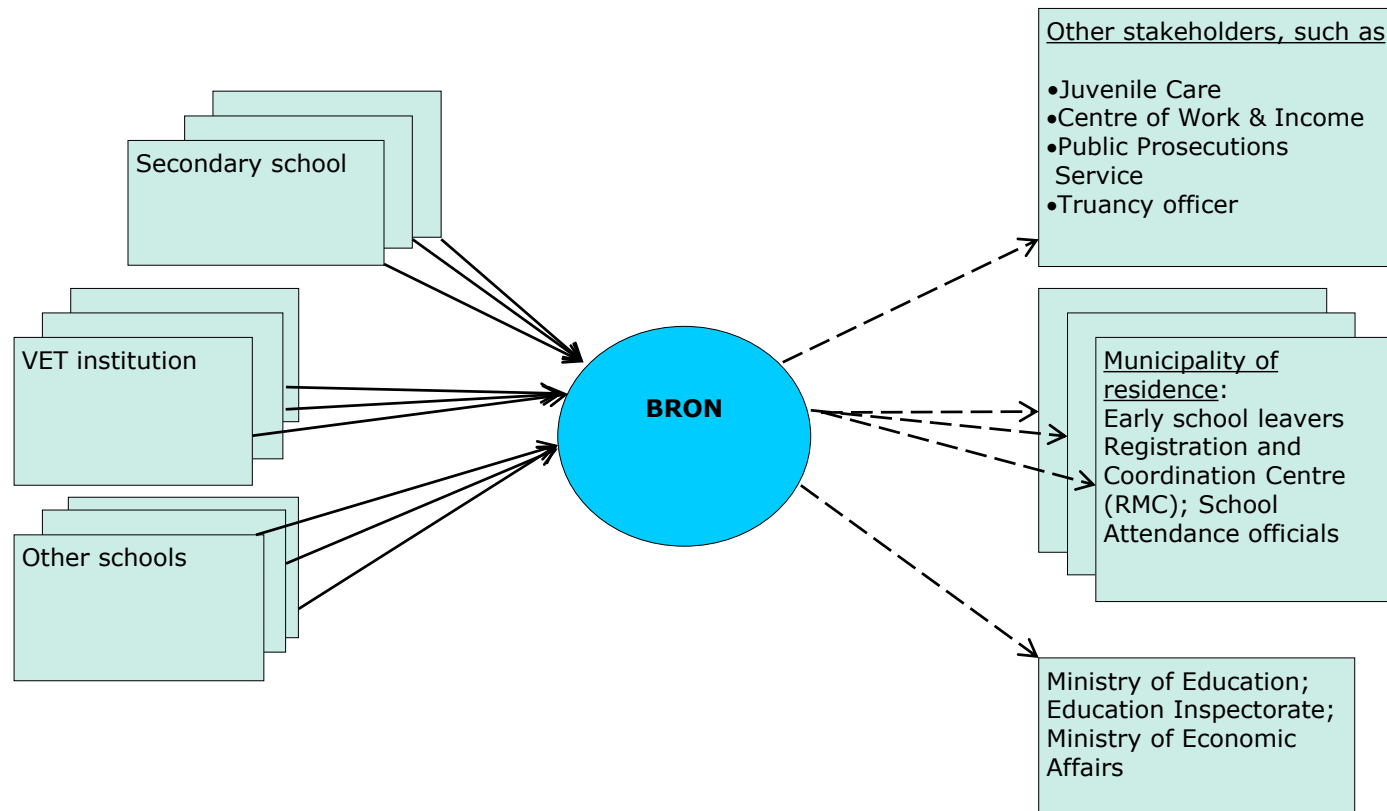 Secondary school
VET institution
Other schools
BRON
Other stakeholders, such as
•Juvenile Care
•Centre of Work & Income
•Public Prosecutions
Service
•Truancy officer
Municipality of
residence:
Early school leavers
Registration and
Coordination Centre
(RMC); School
Attendance officials
Ministry of Education;
Education Inspectorate;
Ministry of Economic
Affairs